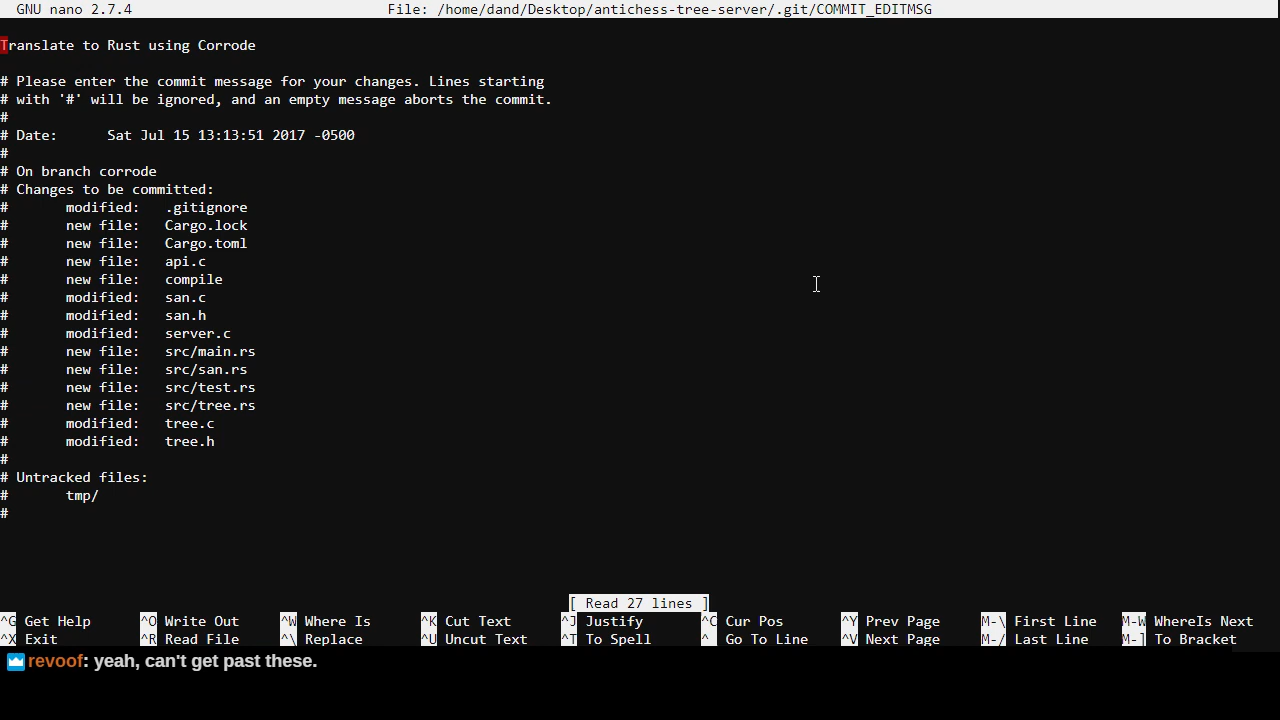 GNU nano 2.7.4 File: /home/dand/Desktop/antichess-tree-server/.git/COMMIT_EDITMSG
Translate to Rust using Corrode
# Please enter the commit message for your changes. Lines starting
# with '#' will be ignored, and an empty message aborts the commit.
#
# Date:      Sat Jul 15 13:13:51 2017 -0500
#
# On branch corrode
# Changes to be committed:
#       modified:   .gitignore
#       new file:   Cargo.lock
#       new file:   Cargo.toml
#       new file:   api.c
#       new file:   compile
#       modified:   san.c
#       modified:   san.h
#       modified:   server.c
#       new file:   src/main.rs
#       new file:   src/san.rs
#       new file:   src/test.rs
#       new file:   src/tree.rs
#       modified:   tree.c
#       modified:   tree.h
#
# Untracked files:
#       tmp/
#
[ Read 27 lines ]
^G Get Help ^O Write Out ^W Where Is ^K Cut Text ^J Justify ^C Cur Pos ^Y Prev Page M-\ First Line M-W WhereIs Next
^X Exit ^R Read File ^\ Replace ^U Uncut Text ^T To Spell ^_ Go To Line ^V Next Page M-/ Last Line M-] To Bracket
revoof: yeah, can't get past these.